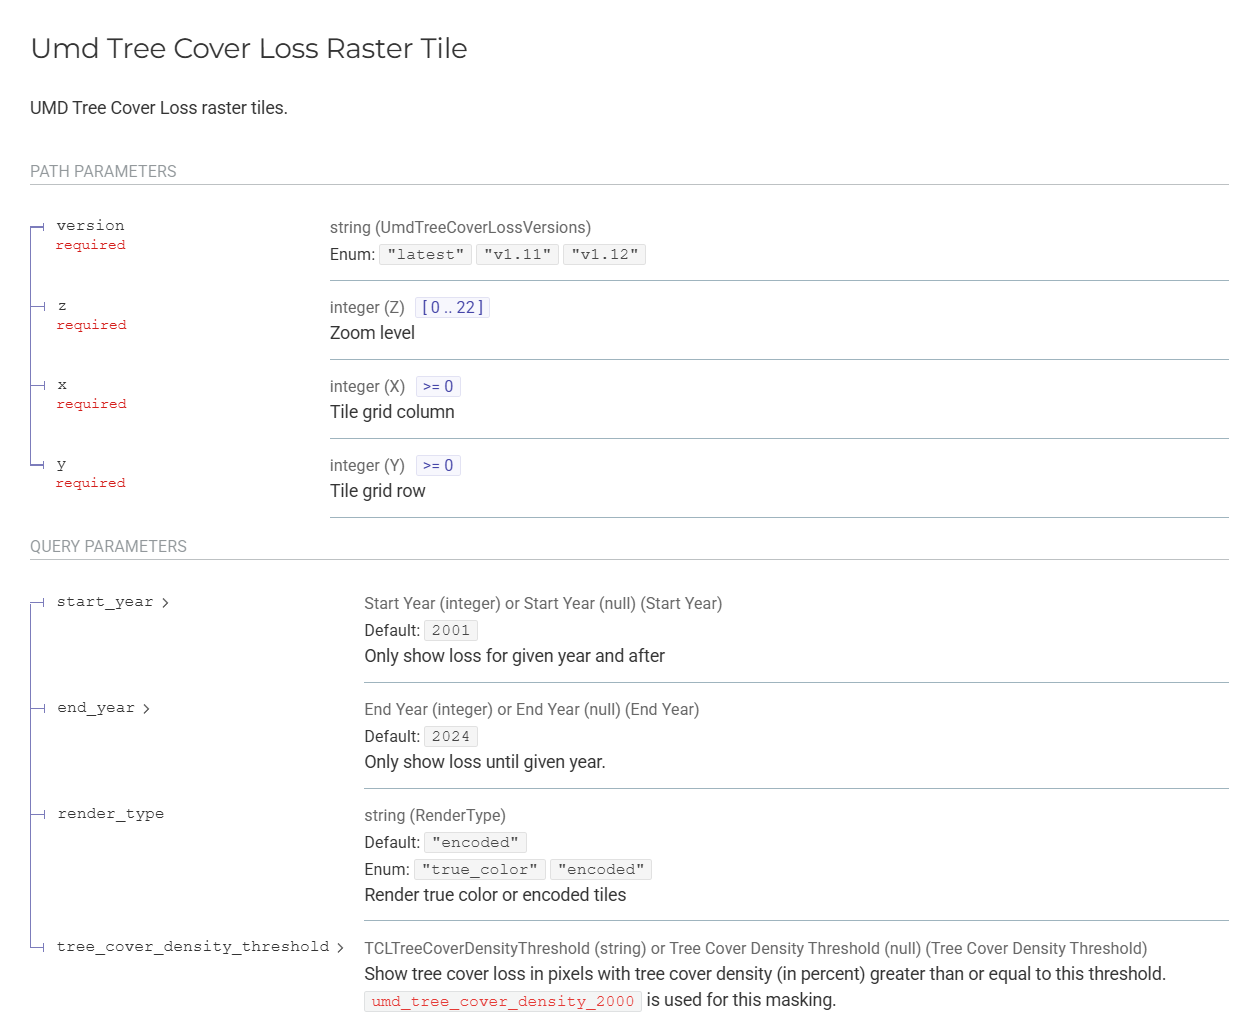 Umd Tree Cover Loss Raster Tile
UMD Tree Cover Loss raster tiles.
PATH PARAMETERS
version
required
string (UmdTreeCoverLossVersions)
Enum: "latest" "v1.11" "v1.12"
z
required
integer (Z) [ 0 .. 22 ]
Zoom level
x
required
integer (X) >= 0
Tile grid column
y
required
integer (Y) >= 0
Tile grid row
QUERY PARAMETERS
start_year
Start Year (integer) or Start Year (null) (Start Year)
Default: 2001
Only show loss for given year and after
end_year
End Year (integer) or End Year (null) (End Year)
Default: 2024
Only show loss until given year.
render_type
string (RenderType)
Default: "encoded"
Enum: "true_color" "encoded"
Render true color or encoded tiles
tree_cover_density_threshold
TCLTreeCoverDensityThreshold (string) or Tree Cover Density Threshold (null) (Tree Cover Density Threshold)
Show tree cover loss in pixels with tree cover density (in percent) greater than or equal to this threshold.
umd_tree_cover_density_2000 is used for this masking.